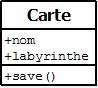 Carte
+nom
+labyrinthe
+save()